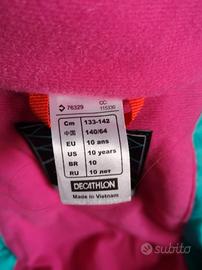 76329 CC 115330
Cm 133-142
中国 140/64
EU 10 ans
US 10 years
BR 10
RU 10 лет
DECATHLON
Made in Vietnam
subito